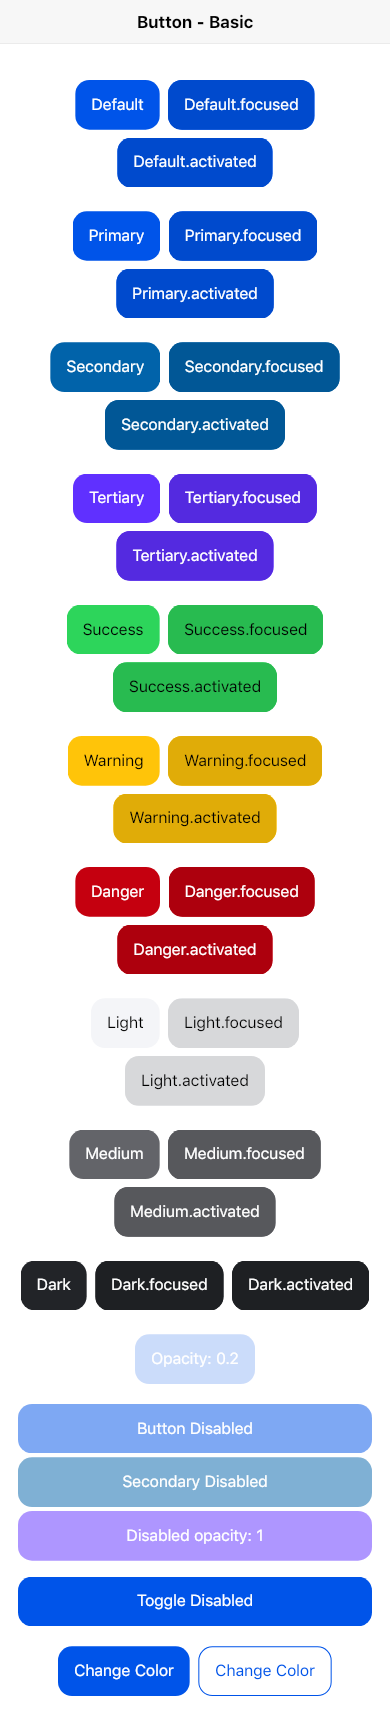 Button - Basic
Default Default.focused
Default.activated
Primary Primary.focused
Primary.activated
Secondary Secondary.focused
Secondary.activated
Tertiary Tertiary.focused
Tertiary.activated
Success Success.focused
Success.activated
Warning Warning.focused
Warning.activated
Danger Danger.focused
Danger.activated
Light Light.focused
Light.activated
Medium Medium.focused
Medium.activated
Dark Dark.focused Dark.activated
Opacity: 0.2
Button Disabled
Secondary Disabled
Disabled opacity: 1
Toggle Disabled
Change Color Change Color